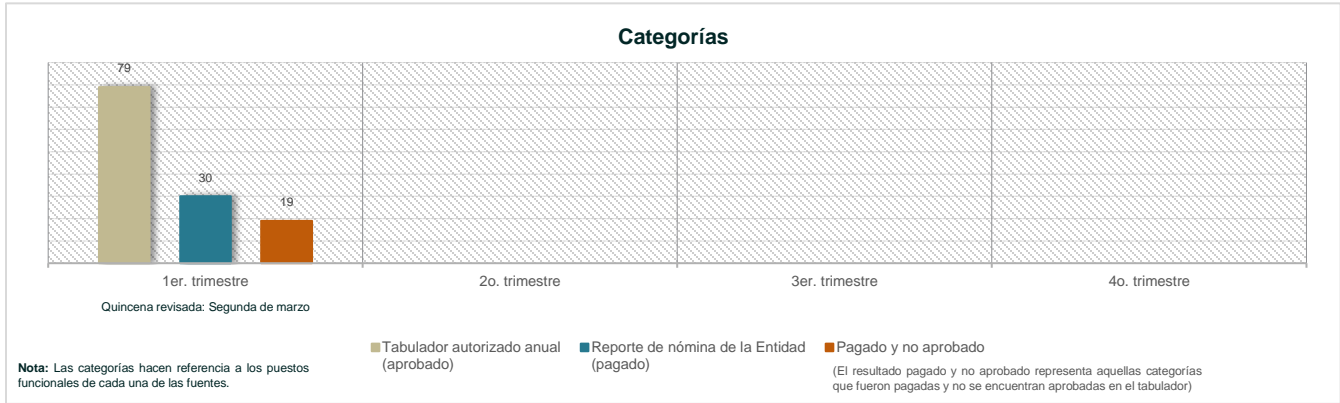 Categorías
79
30
19
1er. trimestre
2o. trimestre
3er. trimestre
4o. trimestre
Quincena revisada: Segunda de marzo
Tabulador autorizado anual
(aprobado)
Reporte de nómina de la Entidad
(pagado)
Pagado y no aprobado
(El resultado pagado y no aprobado representa aquellas categorías
que fueron pagadas y no se encuentran aprobadas en el tabulador)
Nota: Las categorías hacen referencia a los puestos
funcionales de cada una de las fuentes.